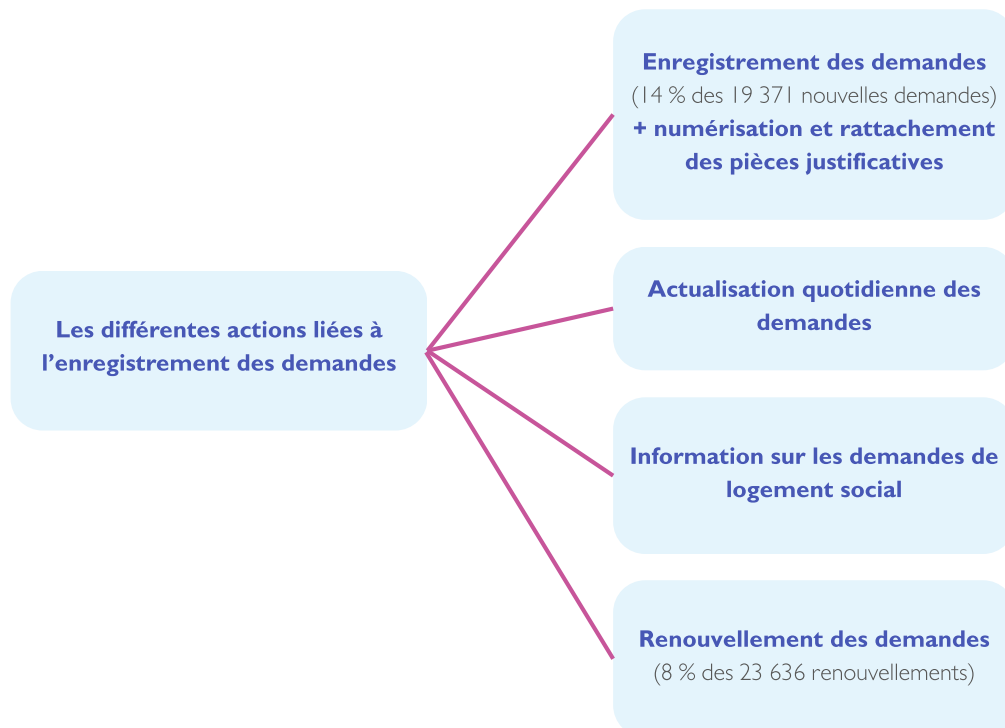 Les différentes actions liées à
l’enregistrement des demandes
Enregistrement des demandes
(14 % des 19 371 nouvelles demandes)
+ numérisation et rattachement
des pièces justificatives
Actualisation quotidienne des
demandes
Information sur les demandes de
logement social
Renouvellement des demandes
(8 % des 23 636 renouvellements)